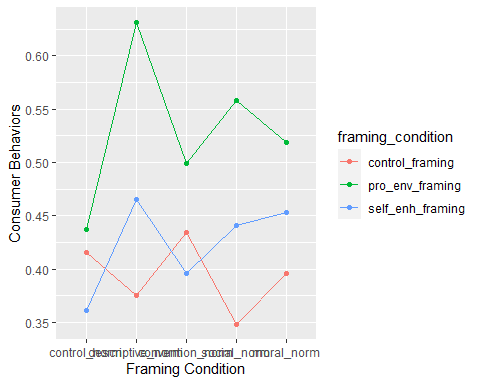 Consumer Behaviors
0.60
0.55
0.50
0.45
0.40
0.35
moral_norm
Framing Condition
framing_condition
control_framing
pro_env_framing
self_enh_framing